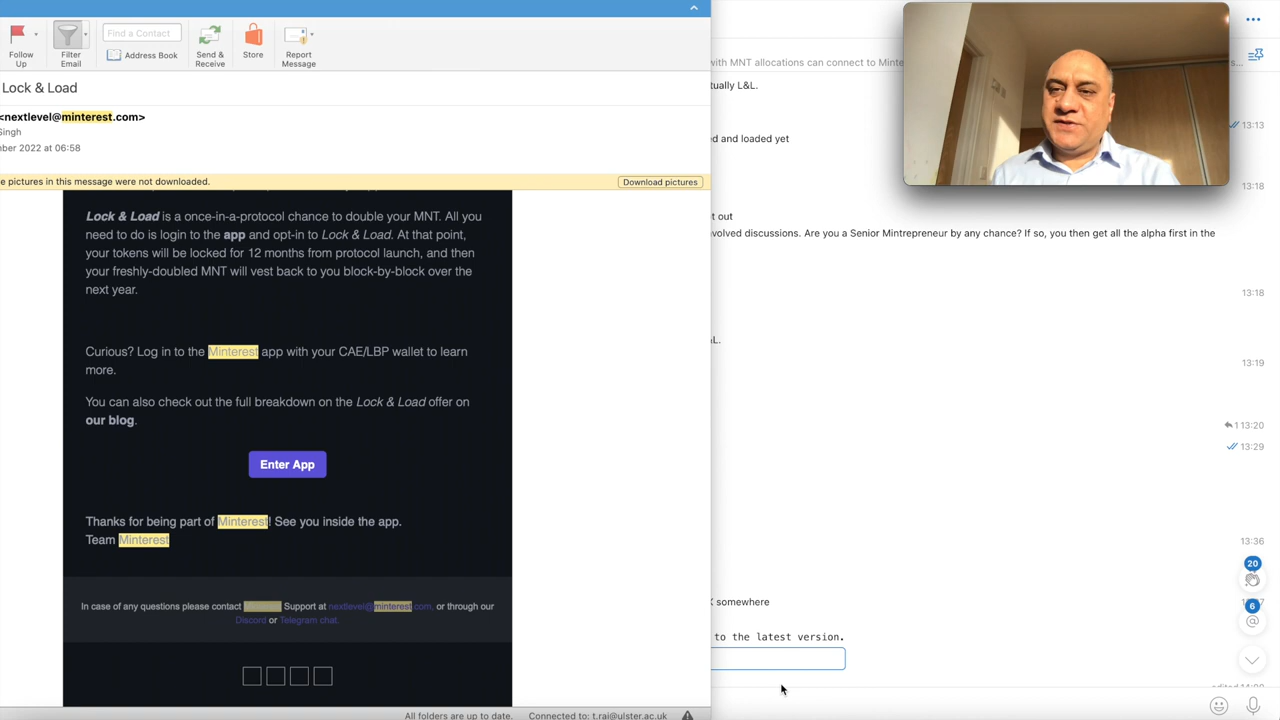 Follow
Up
Filter
Email
Find a Contact
Address Book
Send &
Receive
Store
Report
Message
Lock & Load
<nextlevel@minterest.com>
Singh
ber 2022 at 06:58
e pictures in this message were not downloaded.
Download pictures
Lock & Load is a once-in-a-protocol chance to double your MNT. All you
need to do is login to the app and opt-in to Lock & Load. At that point,
your tokens will be locked for 12 months from protocol launch, and then
your freshly-doubled MNT will vest back to you block-by-block over the
next year.
Curious? Log in to the Minterest app with your CAE/LBP wallet to learn
more.
You can also check out the full breakdown on the Lock & Load offer on
our blog.
Enter App
Thanks for being part of Minterest! See you inside the app.
Team Minterest
In case of any questions please contact Minterest Support at nextlevel@minterest.com, or through our
Discord or Telegram chat.
All folders are up to date.
Connected to: t.rai@ulster.ac.uk
with MNT allocations can connect to Minte
s...
tually L&L.
13:13
ed and loaded yet
13:18
t out
volved discussions. Are you a Senior Mintrepreneur by any chance? If so, you then get all the alpha first in the
13:18
L.
13:19
1 13:20
13:29
13:36
20
X somewhere
6
to the latest version.